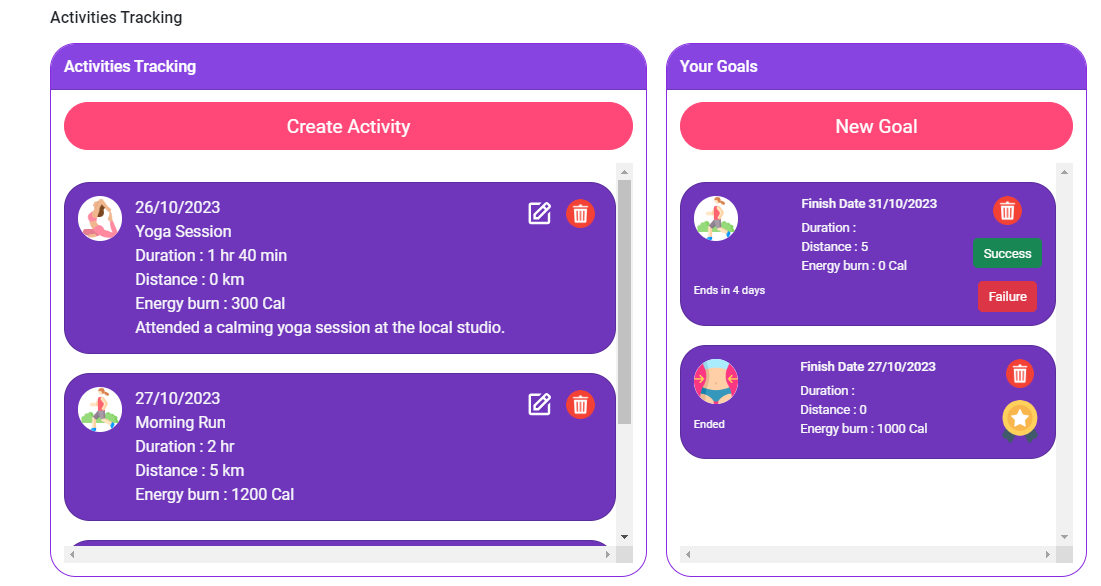 Activities Tracking
Activities Tracking
Create Activity
26/10/2023
Yoga Session
Duration : 1 hr 40 min
Distance : 0 km
Energy burn : 300 Cal
Attended a calming yoga session at the local studio.
27/10/2023
Morning Run
Duration : 2 hr
Distance : 5 km
Energy burn : 1200 Cal
Your Goals
New Goal
Finish Date 31/10/2023
Duration :
Distance : 5
Energy burn : 0 Cal
Ends in 4 days
Success
Failure
Finish Date 27/10/2023
Duration :
Distance : 0
Energy burn : 1000 Cal
Ended